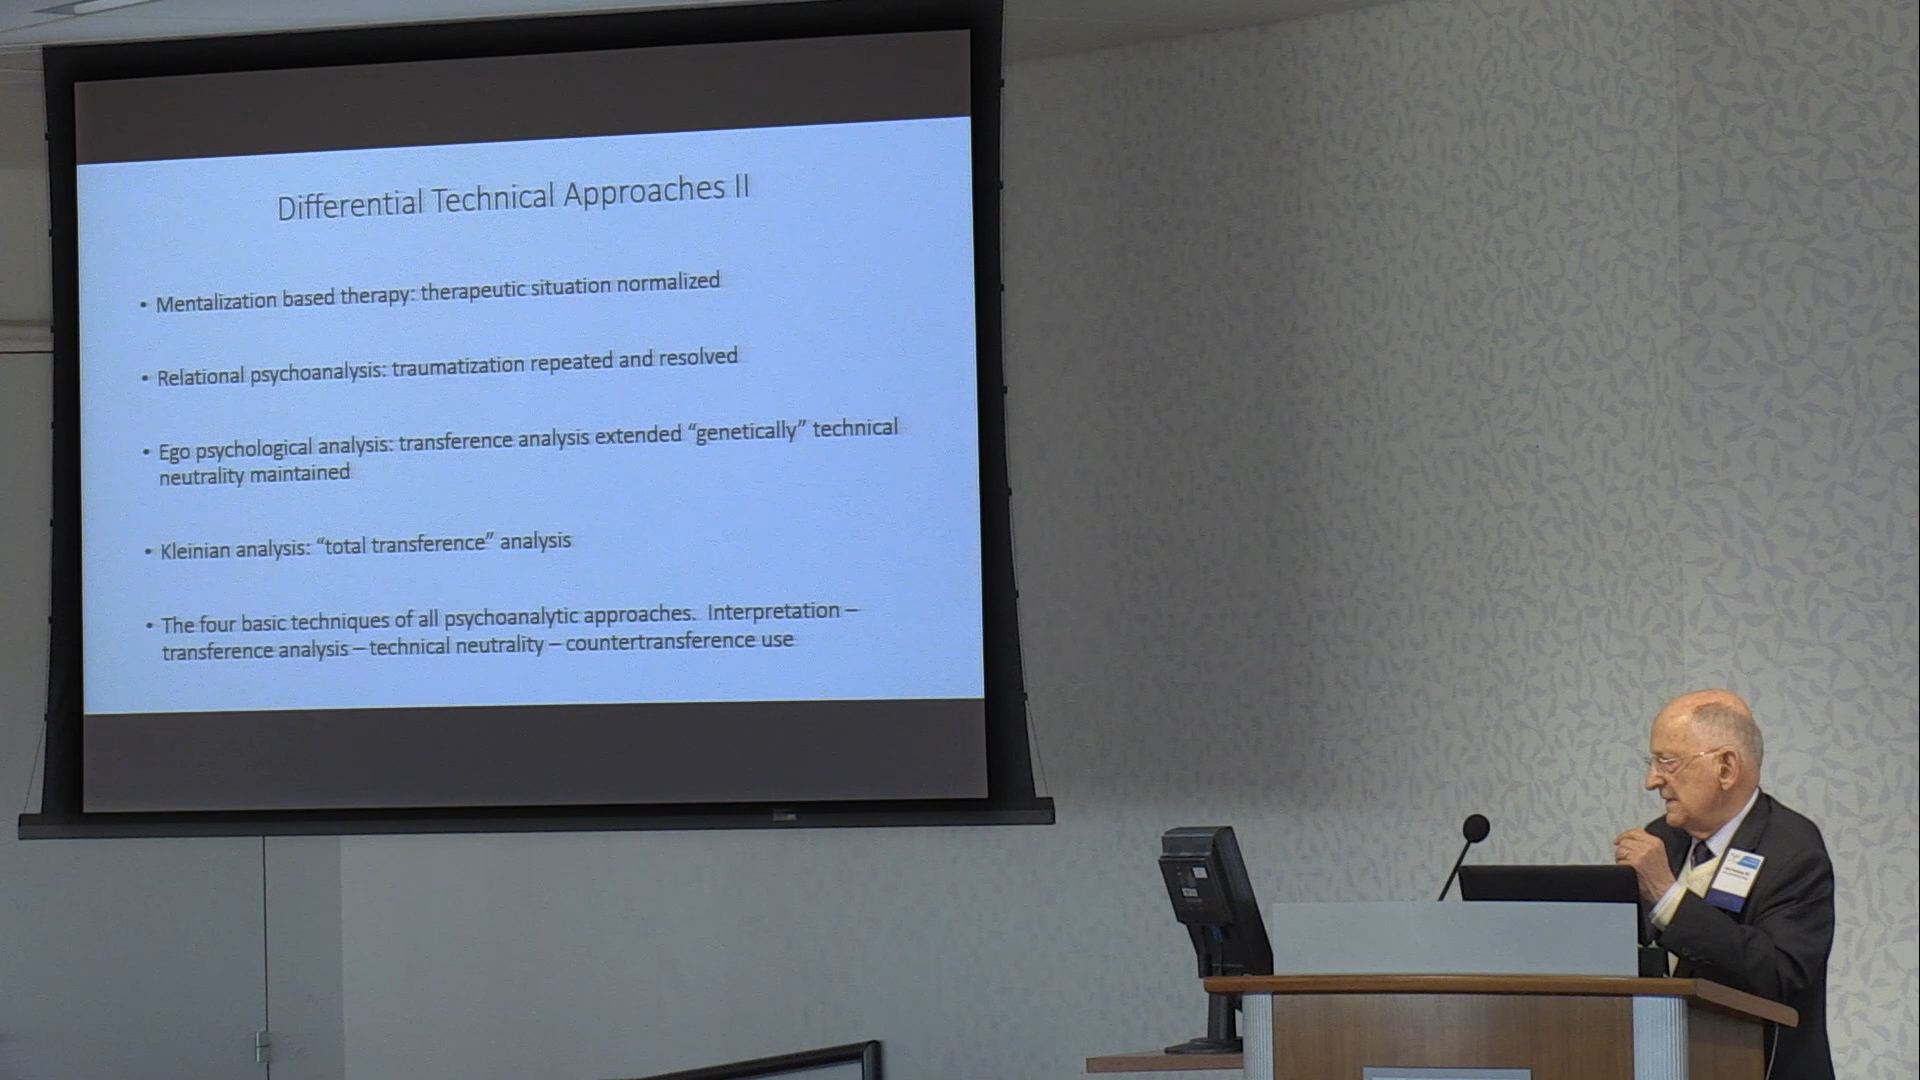 Differential Technical Approaches II
• Mentalization based therapy: therapeutic situation normalized
• Relational psychoanalysis: traumatization repeated and resolved
• Ego psychological analysis: transference analysis extended “genetically” technical
neutrality maintained
• Kleinian analysis: “total transference” analysis
• The four basic techniques of all psychoanalytic approaches. Interpretation –
transference analysis – technical neutrality – countertransference use